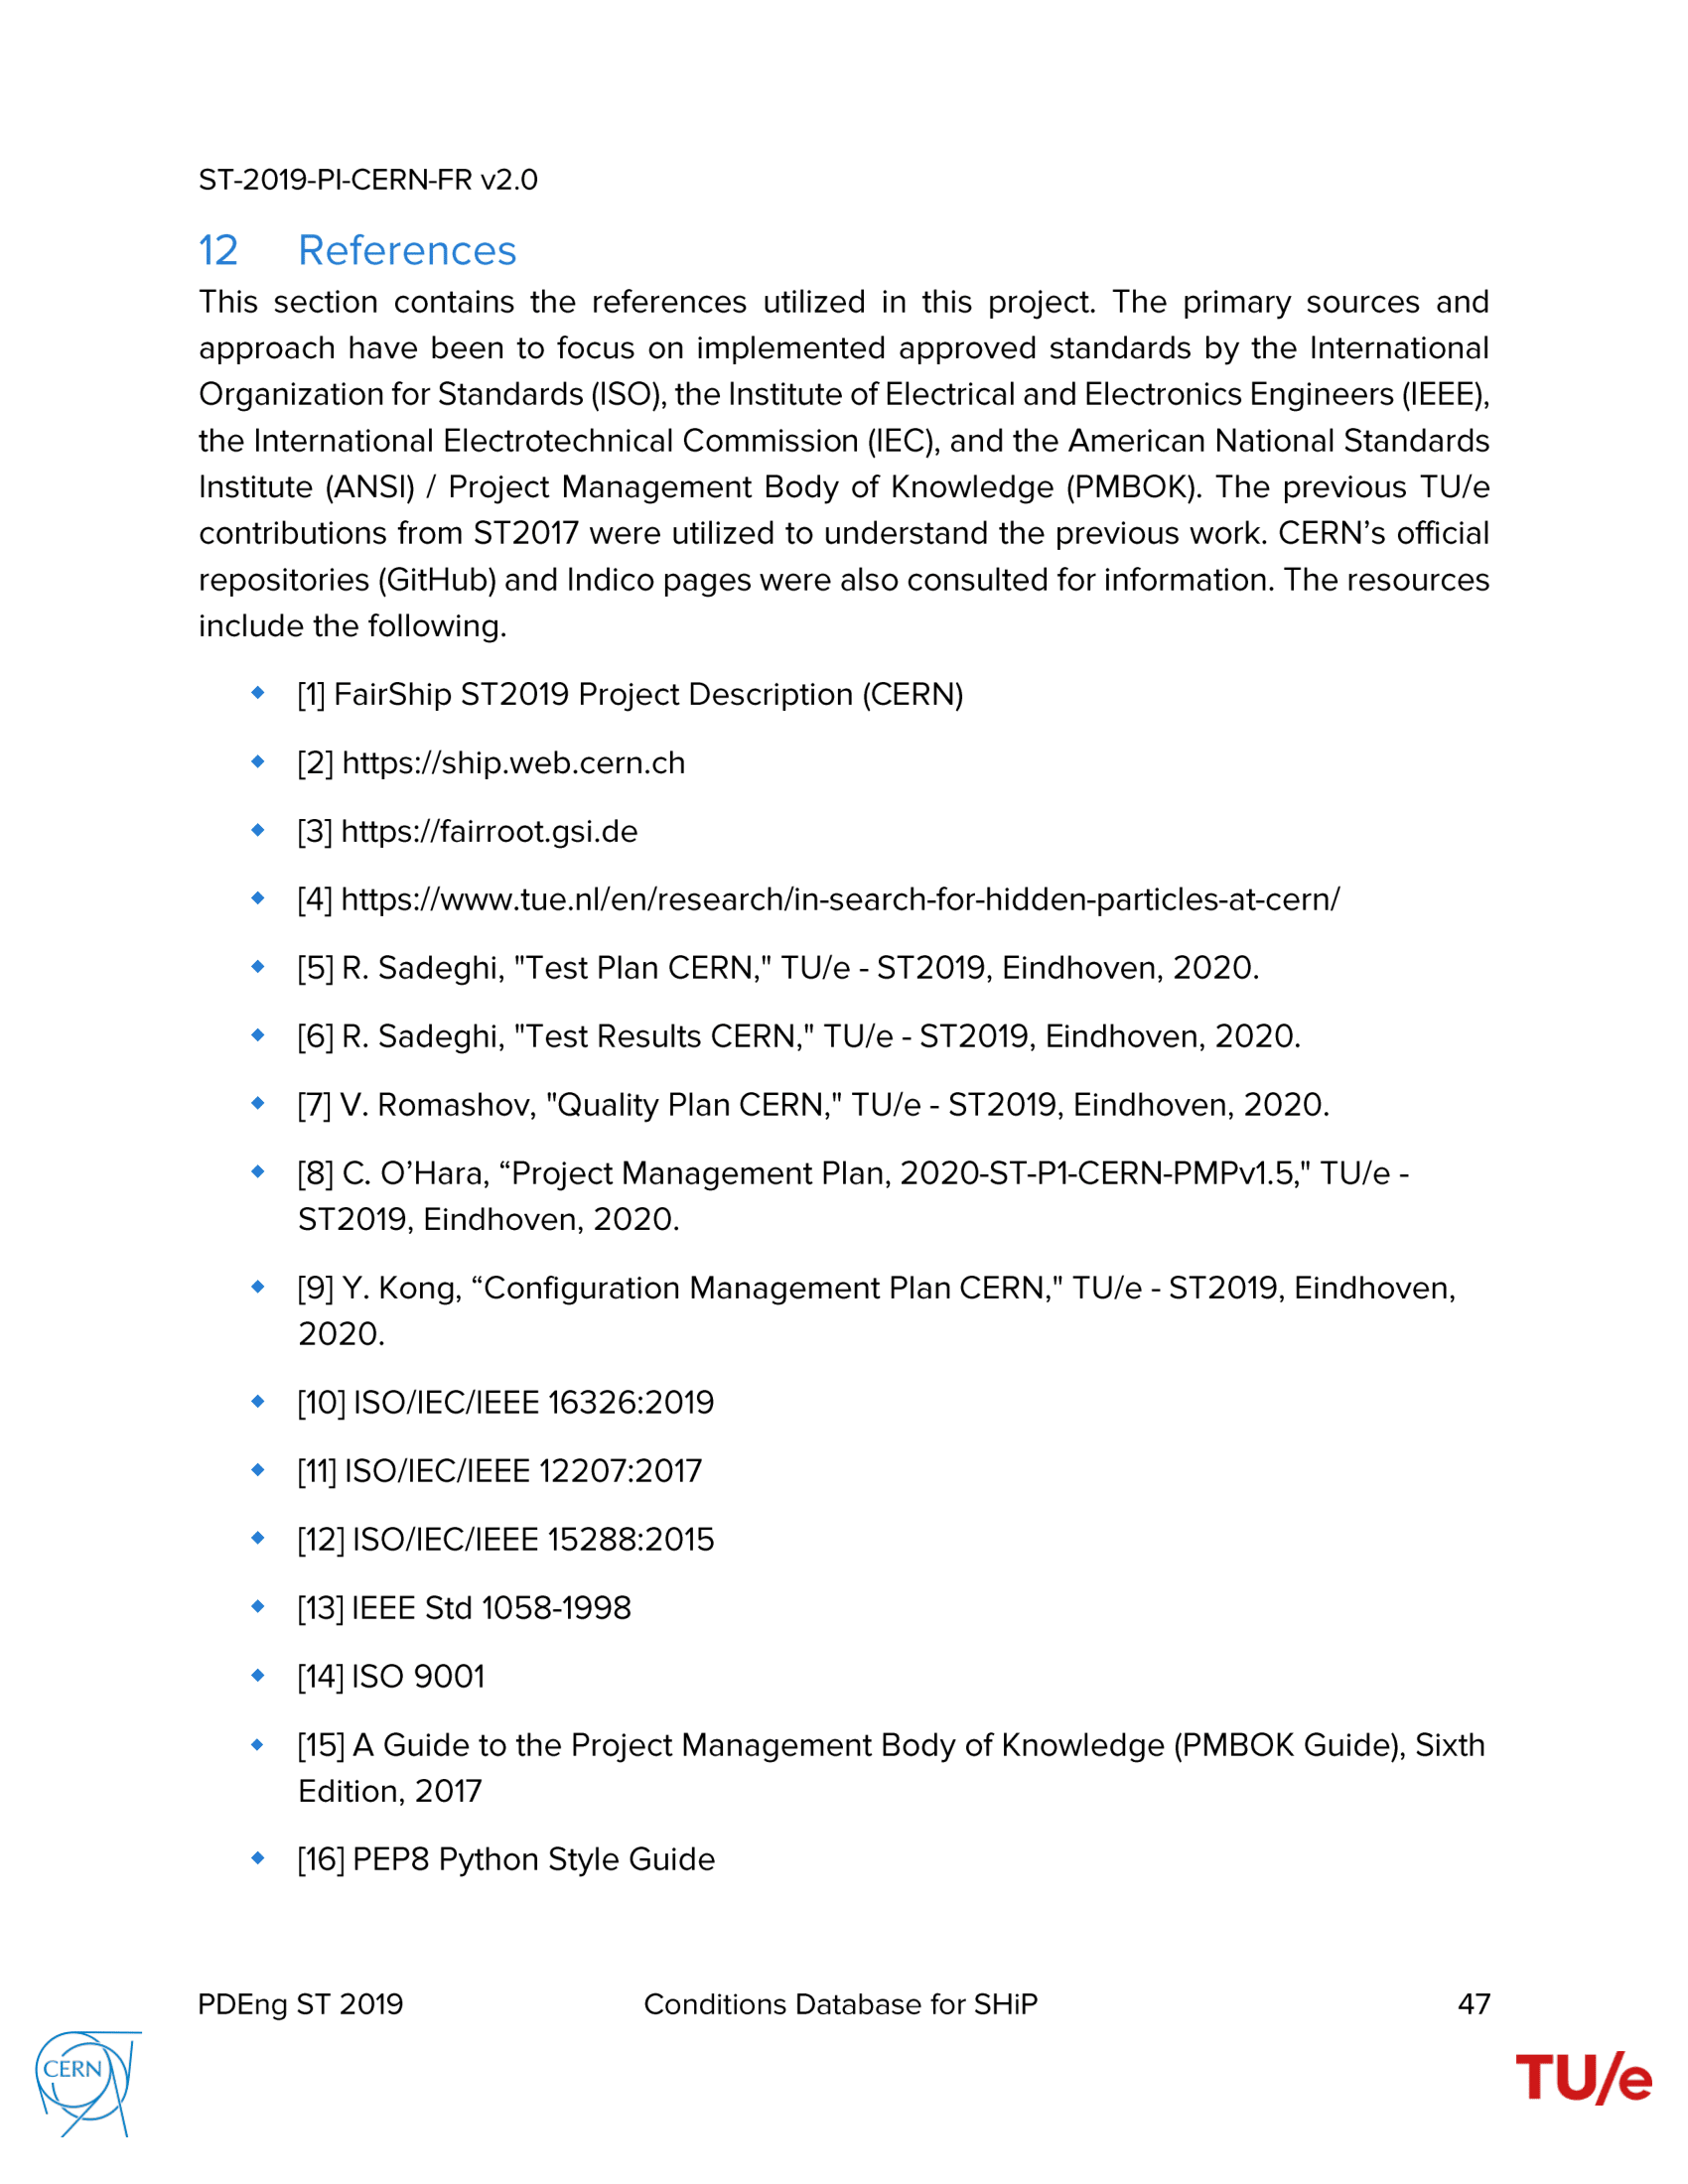 ST-2019-PI-CERN-FR v2.0
12 References
This section contains the references utilized in this project. The primary sources and
approach have been to focus on implemented approved standards by the International
Organization for Standards (ISO), the Institute of Electrical and Electronics Engineers (IEEE),
the International Electrotechnical Commission (IEC), and the American National Standards
Institute (ANSI) / Project Management Body of Knowledge (PMBOK). The previous TU/e
contributions from ST2017 were utilized to understand the previous work. CERN’s official
repositories (GitHub) and Indico pages were also consulted for information. The resources
include the following.
◆ [1] FairShip ST2019 Project Description (CERN)
◆ [2] https://ship.web.cern.ch
◆ [3] https://fairroot.gsi.de
◆ [4] https://www.tue.nl/en/research/in-search-for-hidden-particles-at-cern/
◆ [5] R. Sadeghi, "Test Plan CERN," TU/e - ST2019, Eindhoven, 2020.
◆ [6] R. Sadeghi, "Test Results CERN," TU/e - ST2019, Eindhoven, 2020.
◆ [7] V. Romashov, "Quality Plan CERN," TU/e - ST2019, Eindhoven, 2020.
◆ [8] C. O’Hara, “Project Management Plan, 2020-ST-P1-CERN-PMPv1.5," TU/e -
ST2019, Eindhoven, 2020.
◆ [9] Y. Kong, “Configuration Management Plan CERN," TU/e - ST2019, Eindhoven,
2020.
◆ [10] ISO/IEC/IEEE 16326:2019
◆ [11] ISO/IEC/IEEE 12207:2017
◆ [12] ISO/IEC/IEEE 15288:2015
◆ [13] IEEE Std 1058-1998
◆ [14] ISO 9001
◆ [15] A Guide to the Project Management Body of Knowledge (PMBOK Guide), Sixth
Edition, 2017
◆ [16] PEP8 Python Style Guide
PDEng ST 2019 Conditions Database for SHiP 47
CERN
TU/e